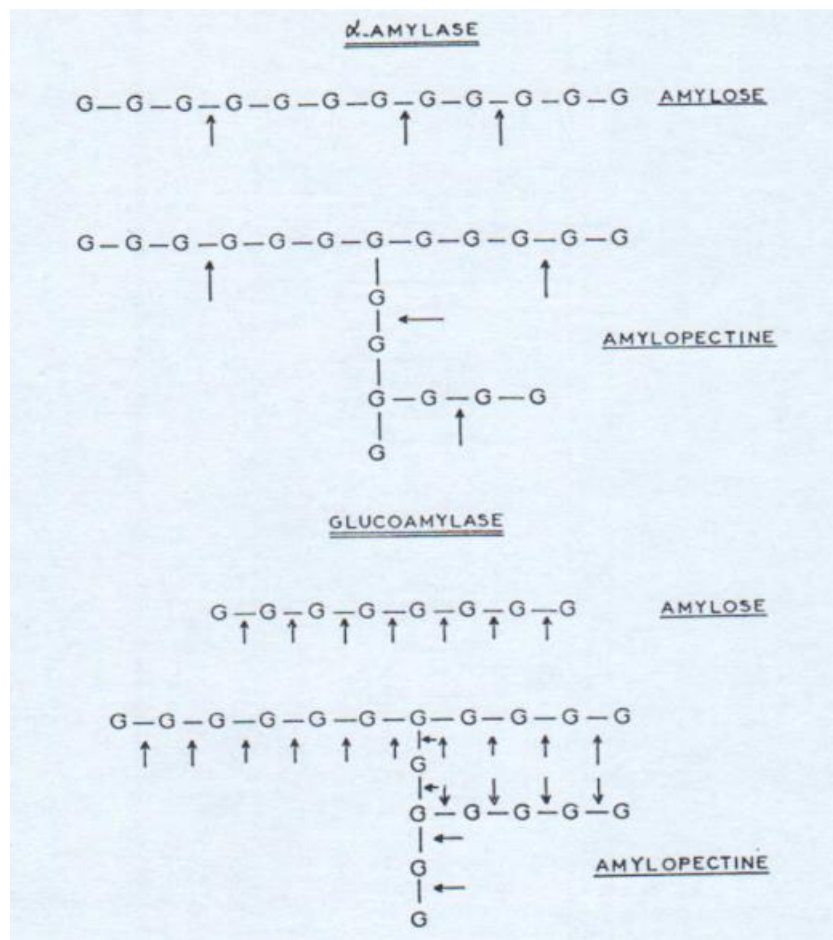 α-AMYLASE
G—G—G—G—G—G—G—G—G—G—G—G AMYLOSE
G—G—G—G—G—G—G—G—G—G—G—G
G
G AMYLOPECTINE
G—G—G—G
G
GLUCOAMYLASE
G—G—G—G—G—G—G—G AMYLOSE
G—G—G—G—G—G—G—G—G—G—G
G
G—G—G—G—G
G AMYLOPECTINE
G